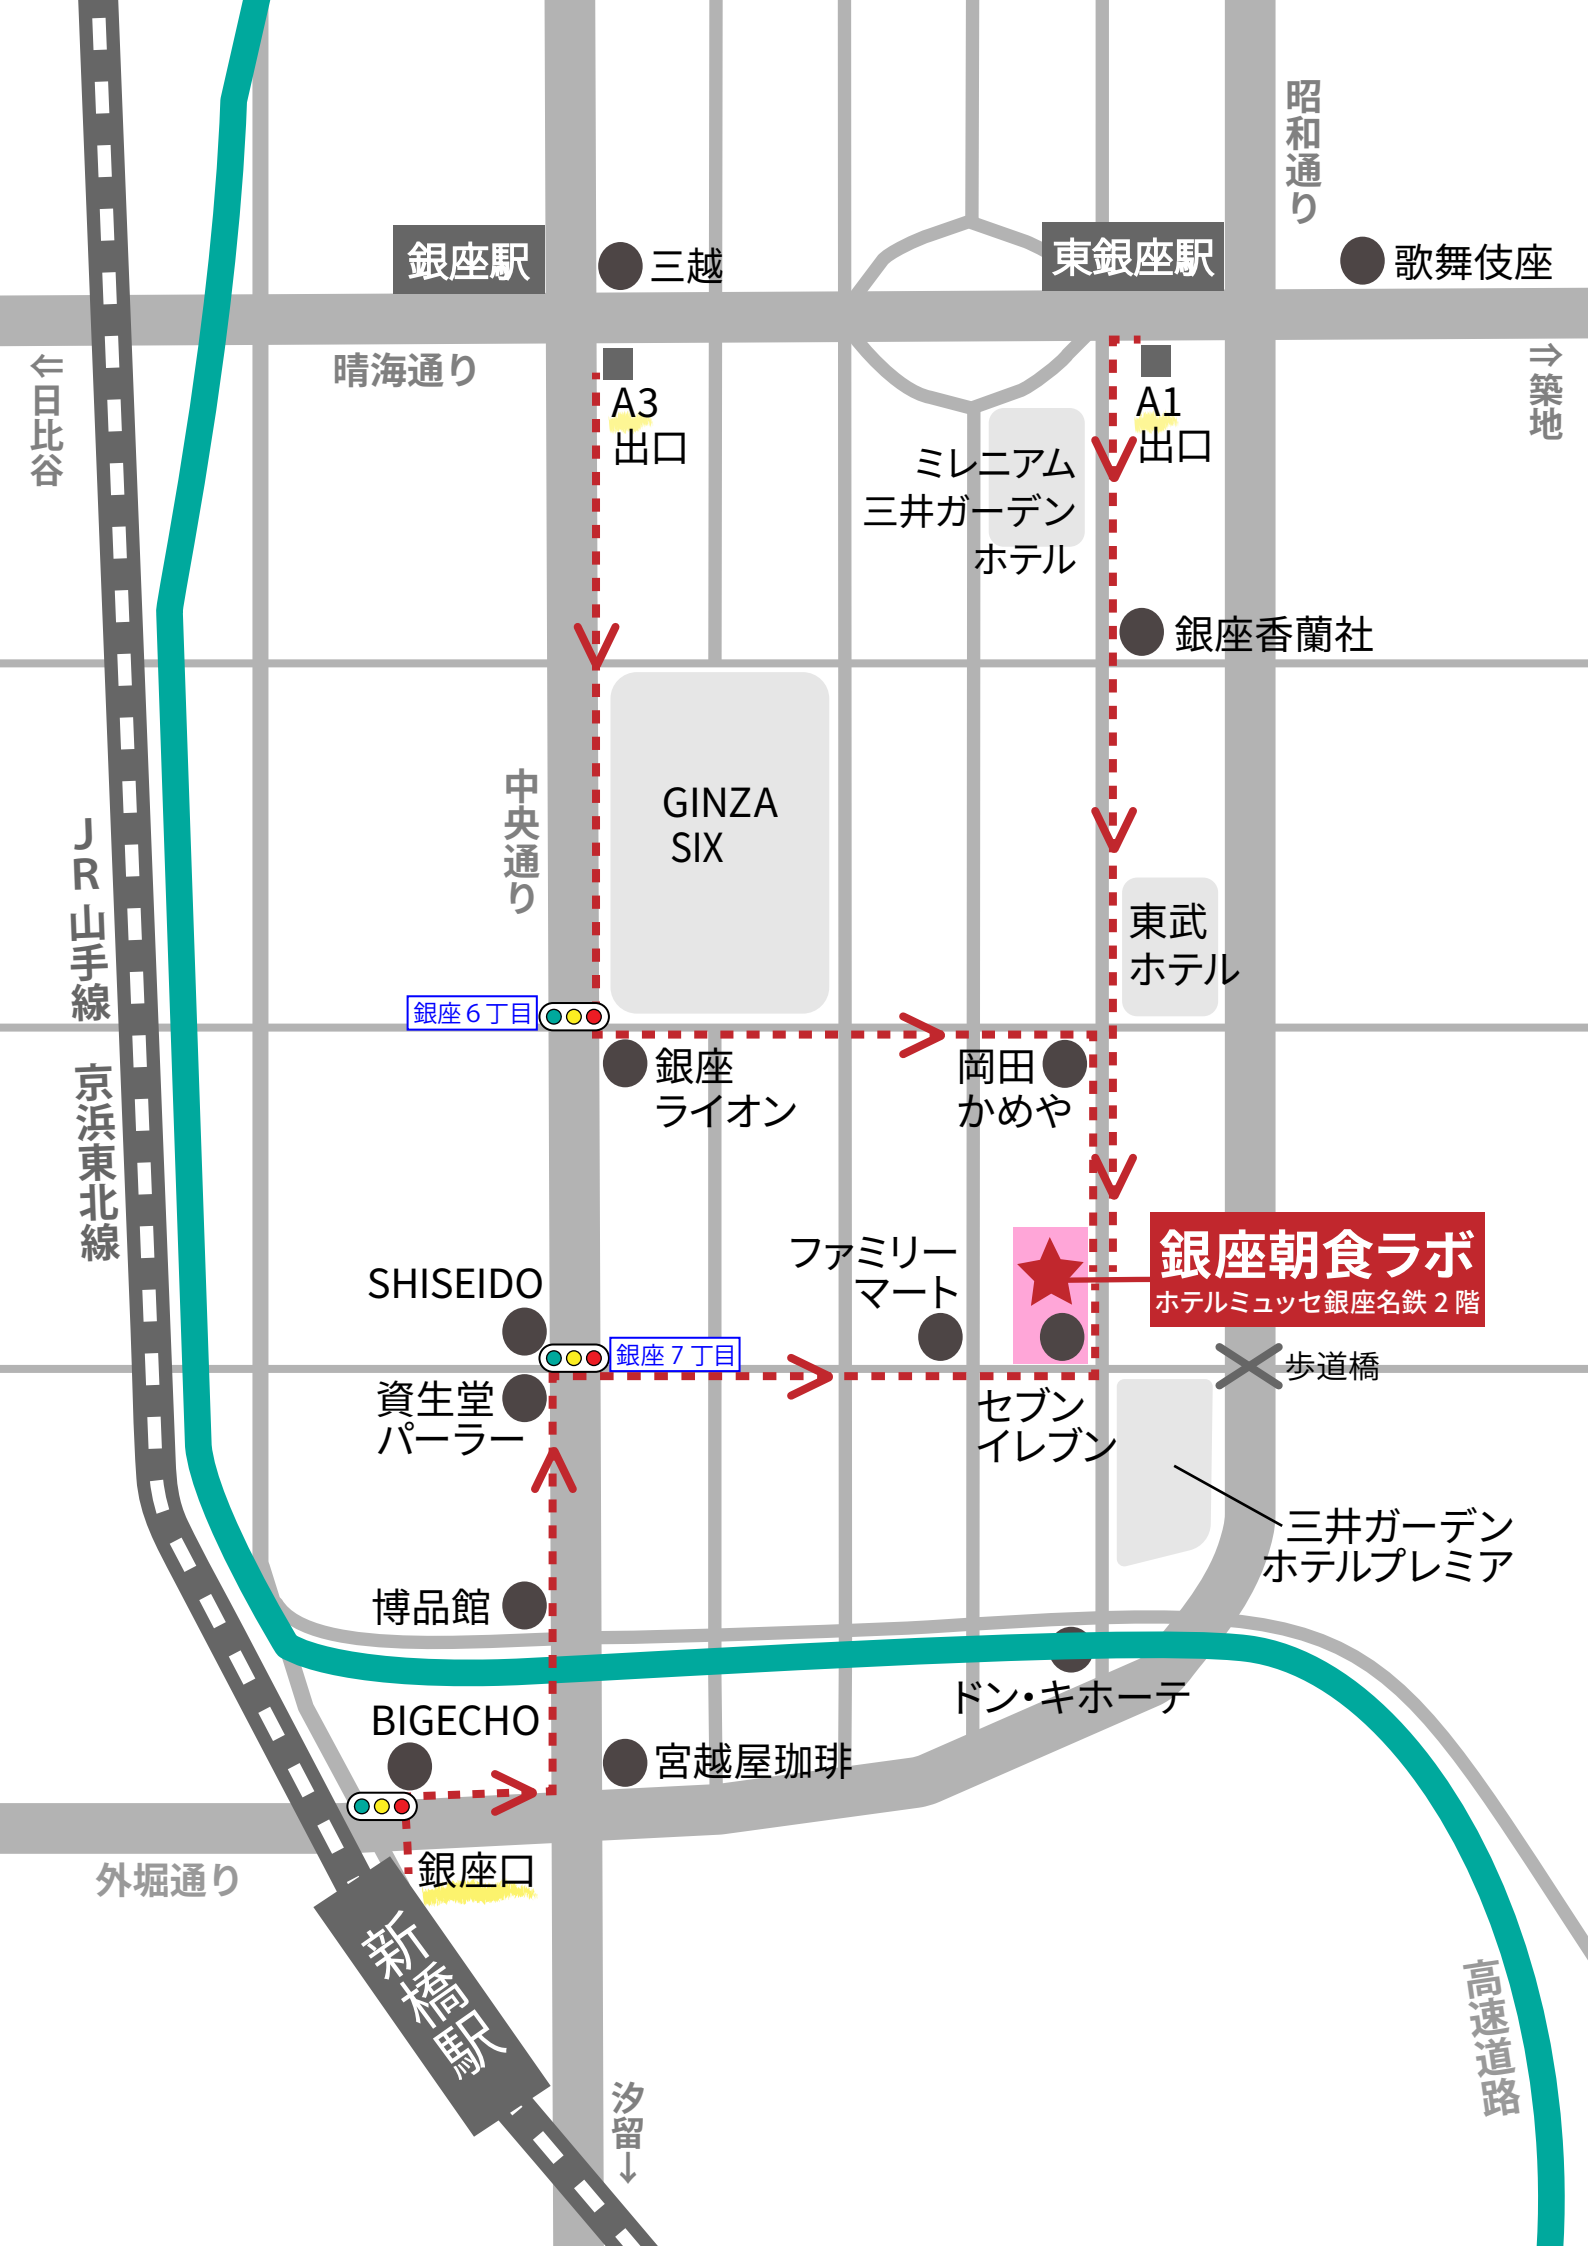 昭和通り
銀座駅
三越
東銀座駅
歌舞伎座
⇐日比谷
晴海通り
⇒築地
A3
出口
A1
出口
ミレニアム
三井ガーデン
ホテル
銀座香蘭社
GINZA
SIX
中央通り
JR 山手線 京浜東北線
東武
ホテル
銀座６丁目
銀座
ライオン
岡田
かめや
銀座朝食ラボ
ホテルミュッセ銀座名鉄 2 階
ファミリー
マート
SHISEIDO
銀座７丁目
歩道橋
資生堂
パーラー
セブン
イレブン
三井ガーデン
ホテルプレミア
博品館
ドン・キホーテ
BIGECHO
宮越屋珈琲
外堀通り
銀座口
新橋駅
高速道路
汐留→